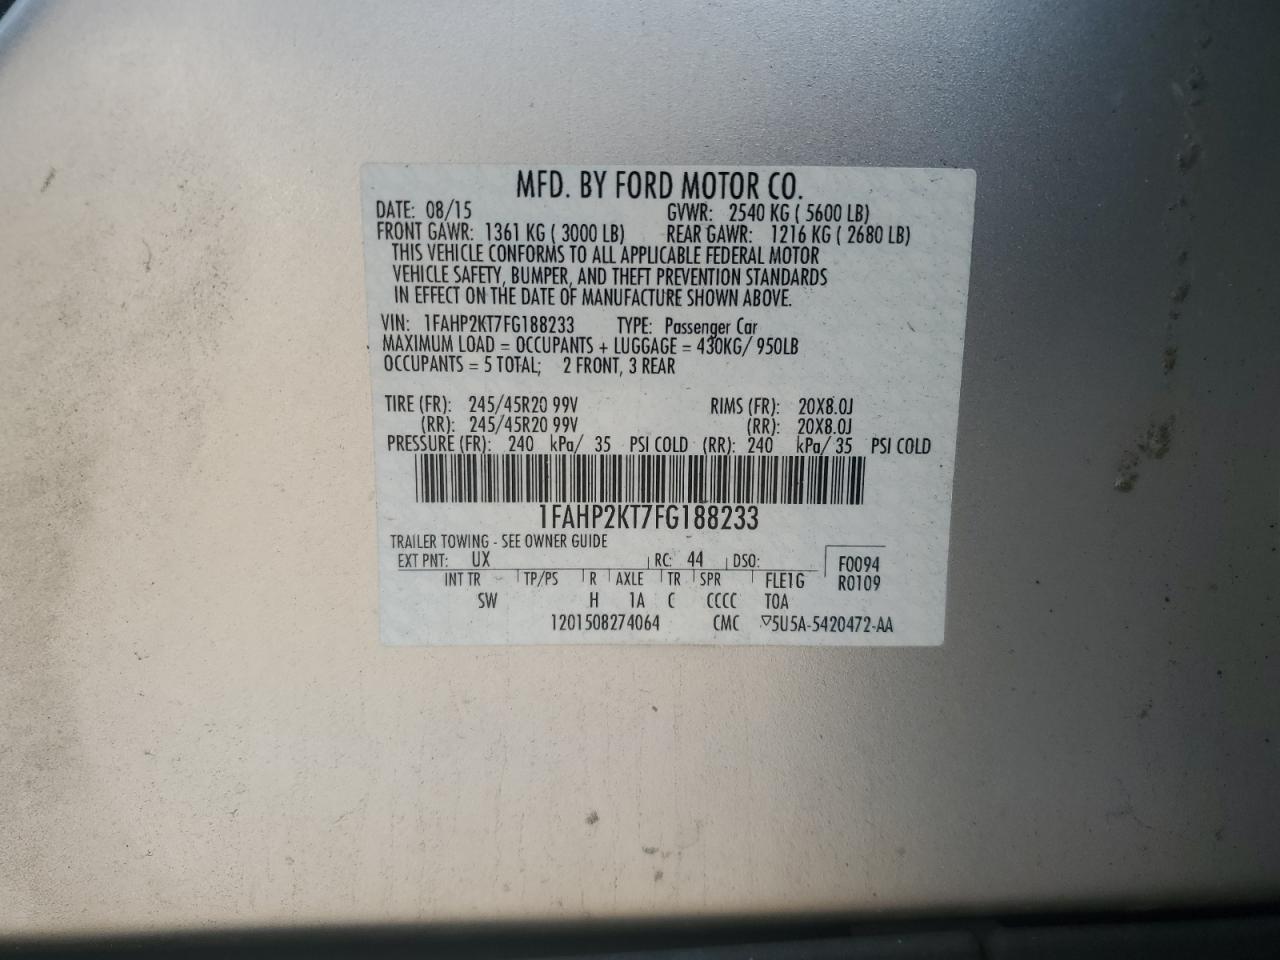 MFD. BY FORD MOTOR CO.
DATE: 08/15 GVWR: 2540 KG ( 5600 LB)
FRONT GAWR: 1361 KG ( 3000 LB) REAR GAWR: 1216 KG ( 2680 LB)
THIS VEHICLE CONFORMS TO ALL APPLICABLE FEDERAL MOTOR
VEHICLE SAFETY, BUMPER, AND THEFT PREVENTION STANDARDS
IN EFFECT ON THE DATE OF MANUFACTURE SHOWN ABOVE.
VIN: 1FAHP2KT7FG188233 TYPE: Passenger Car
MAXIMUM LOAD = OCCUPANTS + LUGGAGE = 430KG/ 950LB
OCCUPANTS = 5 TOTAL; 2 FRONT, 3 REAR
TIRE (FR): 245/45R20 99V RIMS (FR): 20X8.0J
(RR): 245/45R20 99V (RR): 20X8.0J
PRESSURE (FR): 240 kPa/ 35 PSI COLD (RR): 240 kPa/ 35 PSI COLD
1FAHP2KT7FG188233
TRAILER TOWING - SEE OWNER GUIDE
EXT PNT: UX RC: 44 DSO: F0094
INT TR TP/PS R AXLE TR SPR FLE1G R0109
SW H 1A C CCCC TOA
1201508274064 CMC ▽5U5A-5420472-AA